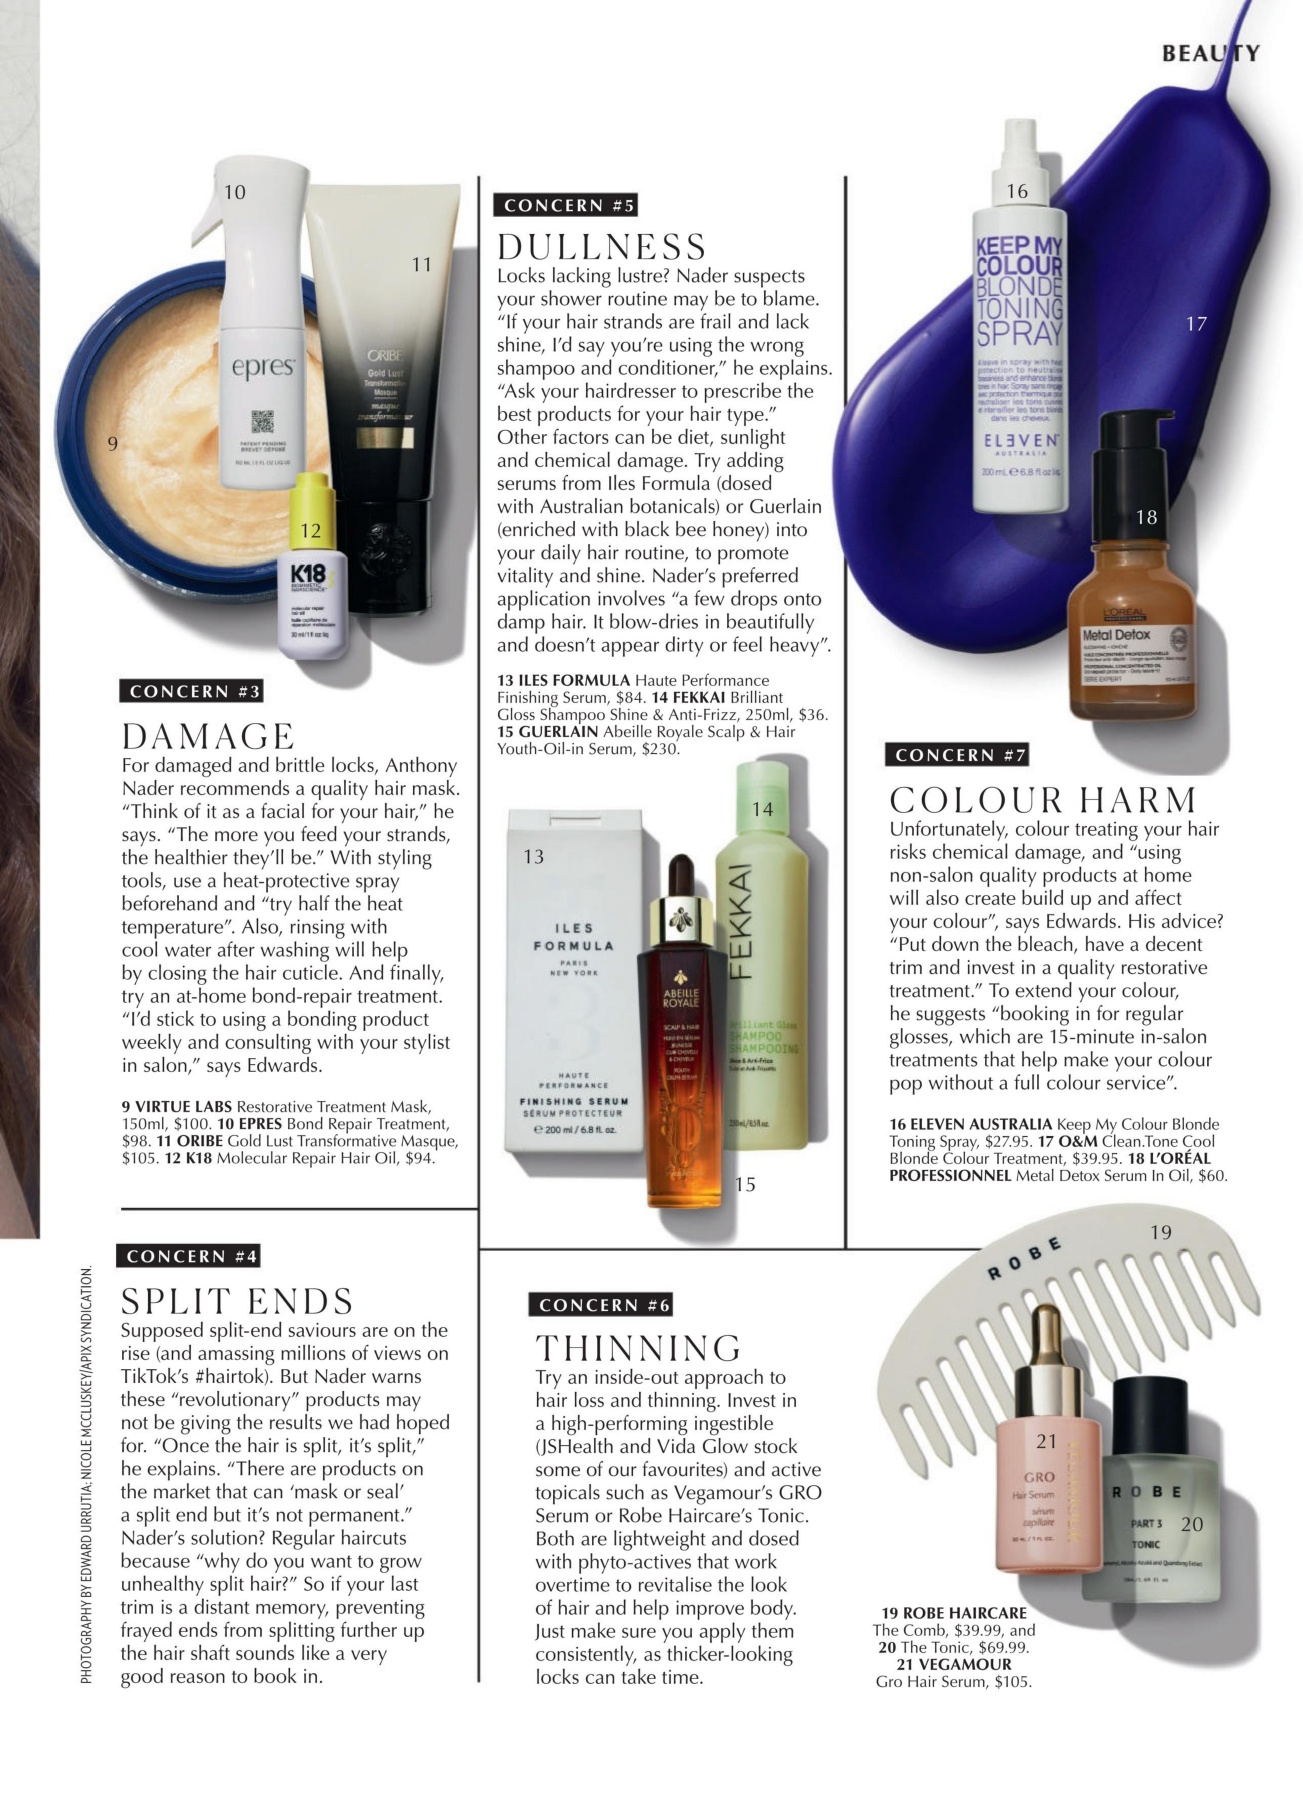 BEAUTY
10
11
epres
PATENT PENDING
BREVET DÉPOSÉ
ORIBE
Gold Lust
Transformative
Masque
masque
9
12
K18
molecular repair
hair oil
30 ml/1 fl oz liq
CONCERN #3
DAMAGE
For damaged and brittle locks, Anthony
Nader recommends a quality hair mask.
“Think of it as a facial for your hair,” he
says. “The more you feed your strands,
the healthier they’ll be.” With styling
tools, use a heat-protective spray
beforehand and “try half the heat
temperature”. Also, rinsing with
cool water after washing will help
by closing the hair cuticle. And finally,
try an at-home bond-repair treatment.
“I’d stick to using a bonding product
weekly and consulting with your stylist
in salon,” says Edwards.
9 VIRTUE LABS Restorative Treatment Mask,
150ml, $100. 10 EPRES Bond Repair Treatment,
$98. 11 ORIBE Gold Lust Transformative Masque,
$105. 12 K18 Molecular Repair Hair Oil, $94.
CONCERN #4
SPLIT ENDS
Supposed split-end saviours are on the
rise (and amassing millions of views on
TikTok’s #hairtok). But Nader warns
these “revolutionary” products may
not be giving the results we had hoped
for. “Once the hair is split, it’s split,”
he explains. “There are products on
the market that can ‘mask or seal’
a split end but it’s not permanent.”
Nader’s solution? Regular haircuts
because “why do you want to grow
unhealthy split hair?” So if your last
trim is a distant memory, preventing
frayed ends from splitting further up
the hair shaft sounds like a very
good reason to book in.
PHOTOGRAPHY BY EDWARD URRUTIA; NICOLE MCCLUSKEY/APIX SYNDICATION.
CONCERN #5
DULLNESS
Locks lacking lustre? Nader suspects
your shower routine may be to blame.
“If your hair strands are frail and lack
shine, I’d say you’re using the wrong
shampoo and conditioner,” he explains.
“Ask your hairdresser to prescribe the
best products for your hair type.”
Other factors can be diet, sunlight
and chemical damage. Try adding
serums from Iles Formula (dosed
with Australian botanicals) or Guerlain
(enriched with black bee honey) into
your daily hair routine, to promote
vitality and shine. Nader’s preferred
application involves “a few drops onto
damp hair. It blow-dries in beautifully
and doesn’t appear dirty or feel heavy”.
13 ILES FORMULA Haute Performance
Finishing Serum, $84. 14 FEKKAI Brilliant
Gloss Shampoo Shine & Anti-Frizz, 250ml, $36.
15 GUERLAIN Abeille Royale Scalp & Hair
Youth-Oil-in Serum, $230.
13
ILES
FORMULA
PARIS
NEW YORK
3
HAUTE
PERFORMANCE
FINISHING SERUM
SÉRUM PROTECTEUR
℮ 200 ml / 6.8 fl. oz.
ABEILLE
ROYALE
SCALP & HAIR
15
14
FEKKAI
Brilliant Gloss
SHAMPOO
SHAMPOOING
Shine & Anti-Frizz
250ml/8.5fl.oz.
CONCERN #6
THINNING
Try an inside-out approach to
hair loss and thinning. Invest in
a high-performing ingestible
(JSHealth and Vida Glow stock
some of our favourites) and active
topicals such as Vegamour’s GRO
Serum or Robe Haircare’s Tonic.
Both are lightweight and dosed
with phyto-actives that work
overtime to revitalise the look
of hair and help improve body.
Just make sure you apply them
consistently, as thicker-looking
locks can take time.
16
KEEP MY
COLOUR
BLONDE
TONING
SPRAY
ELEVEN
AUSTRALIA
200 mL ℮ 6.8 fl oz liq
17
18
L'ORÉAL
PROFESSIONNEL
Metal Detox
SERIE EXPERT
CONCERN #7
COLOUR HARM
Unfortunately, colour treating your hair
risks chemical damage, and “using
non-salon quality products at home
will also create build up and affect
your colour”, says Edwards. His advice?
“Put down the bleach, have a decent
trim and invest in a quality restorative
treatment.” To extend your colour,
he suggests “booking in for regular
glosses, which are 15-minute in-salon
treatments that help make your colour
pop without a full colour service”.
16 ELEVEN AUSTRALIA Keep My Colour Blonde
Toning Spray, $27.95. 17 O&M Clean.Tone Cool
Blonde Colour Treatment, $39.95. 18 L’ORÉAL
PROFESSIONNEL Metal Detox Serum In Oil, $60.
19
ROBE
21
GRO
Hair Serum
sérum
capillaire
ROBE
PART 3
TONIC
20
19 ROBE HAIRCARE
The Comb, $39.99, and
20 The Tonic, $69.99.
21 VEGAMOUR
Gro Hair Serum, $105.